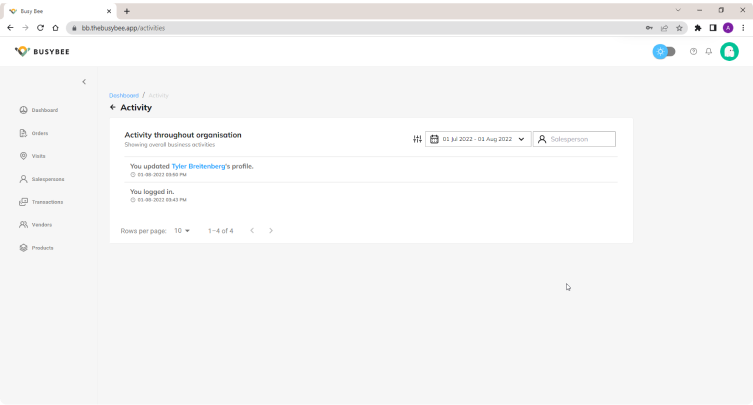 Busy Bee
bb.thebusybee.app/activities
A
BUSYBEE
Dashboard / Activity
Activity
Dashboard
Orders
Visits
Salespersons
Transactions
Vendors
Products
Activity throughout organisation
Showing overall business activities
01 Jul 2022 - 01 Aug 2022
Salesperson
You updated Tyler Breitenberg's profile.
01-08-2022 03:50 PM
You logged in.
01-08-2022 03:43 PM
Rows per page: 10
1–4 of 4